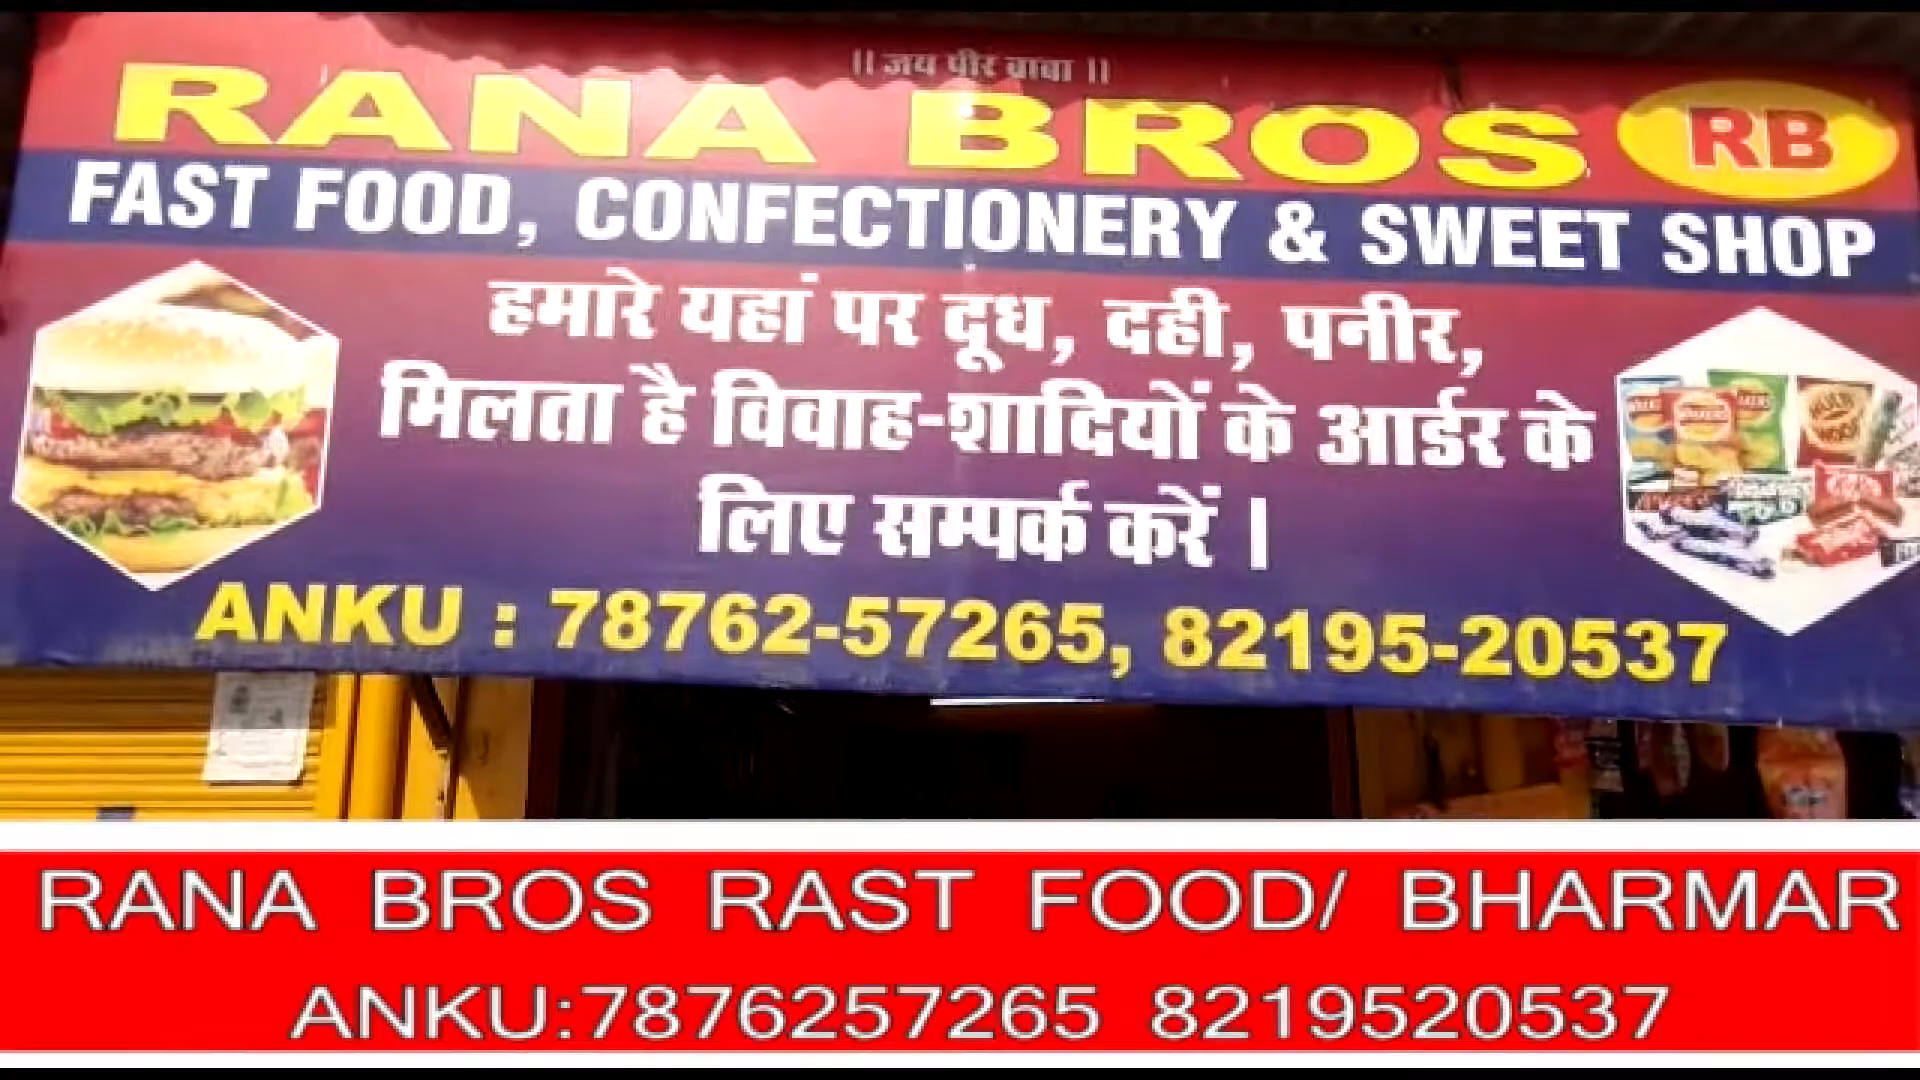 ।। जय पीर बाबा ।।
RANA BROS RB
FAST FOOD, CONFECTIONERY & SWEET SHOP
हमारे यहां पर दूध, दही, पनीर,
मिलता है विवाह-शादियों के आर्डर के
लिए सम्पर्क करें ।
ANKU : 78762-57265, 82195-20537
RANA BROS RAST FOOD/ BHARMAR
ANKU:7876257265 8219520537